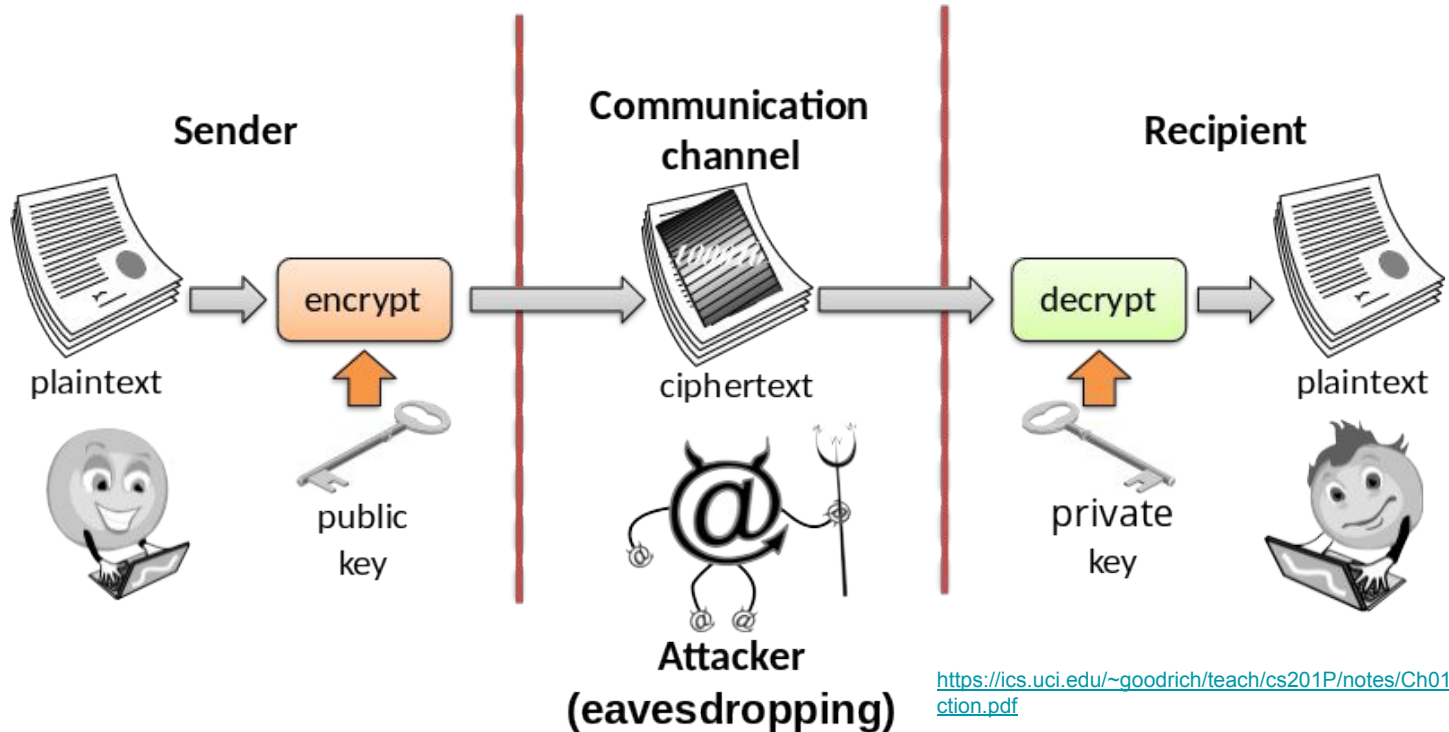 Sender
Communication
channel
Recipient
encrypt
decrypt
plaintext
ciphertext
plaintext
public
key
private
key
@
@
@
@
@
Attacker
(eavesdropping)
https://ics.uci.edu/~goodrich/teach/cs201P/notes/Ch01
ction.pdf